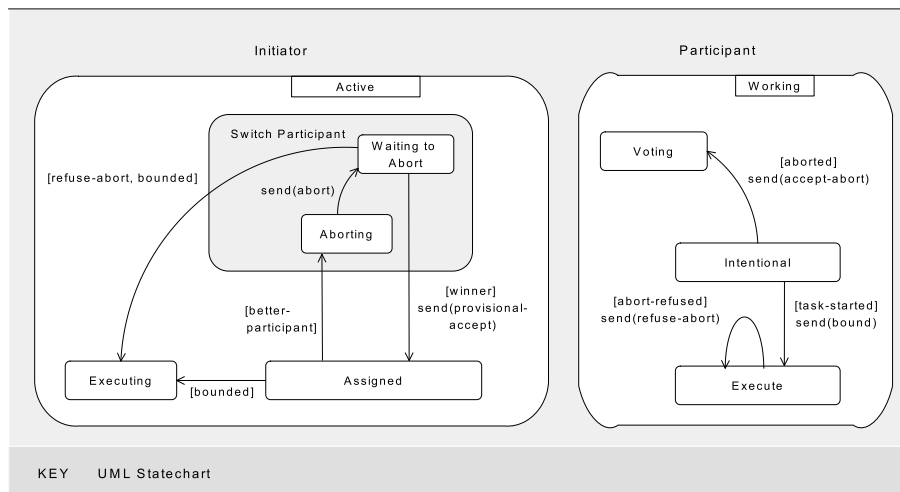 Initiator
Participant
Active
Working
Switch Participant
Waiting to
Abort
[refuse-abort, bounded]
send(abort)
Aborting
[better-
participant]
[winner]
send(provisional-
accept)
Executing
[bounded]
Assigned
Voting
[aborted]
send(accept-abort)
Intentional
[abort-refused]
send(refuse-abort)
[task-started]
send(bound)
Execute
KEY UML Statechart